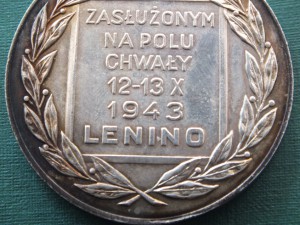 ZASŁUŻONYM
NA POLU
CHWAŁY
12-13 X
1943
LENINO